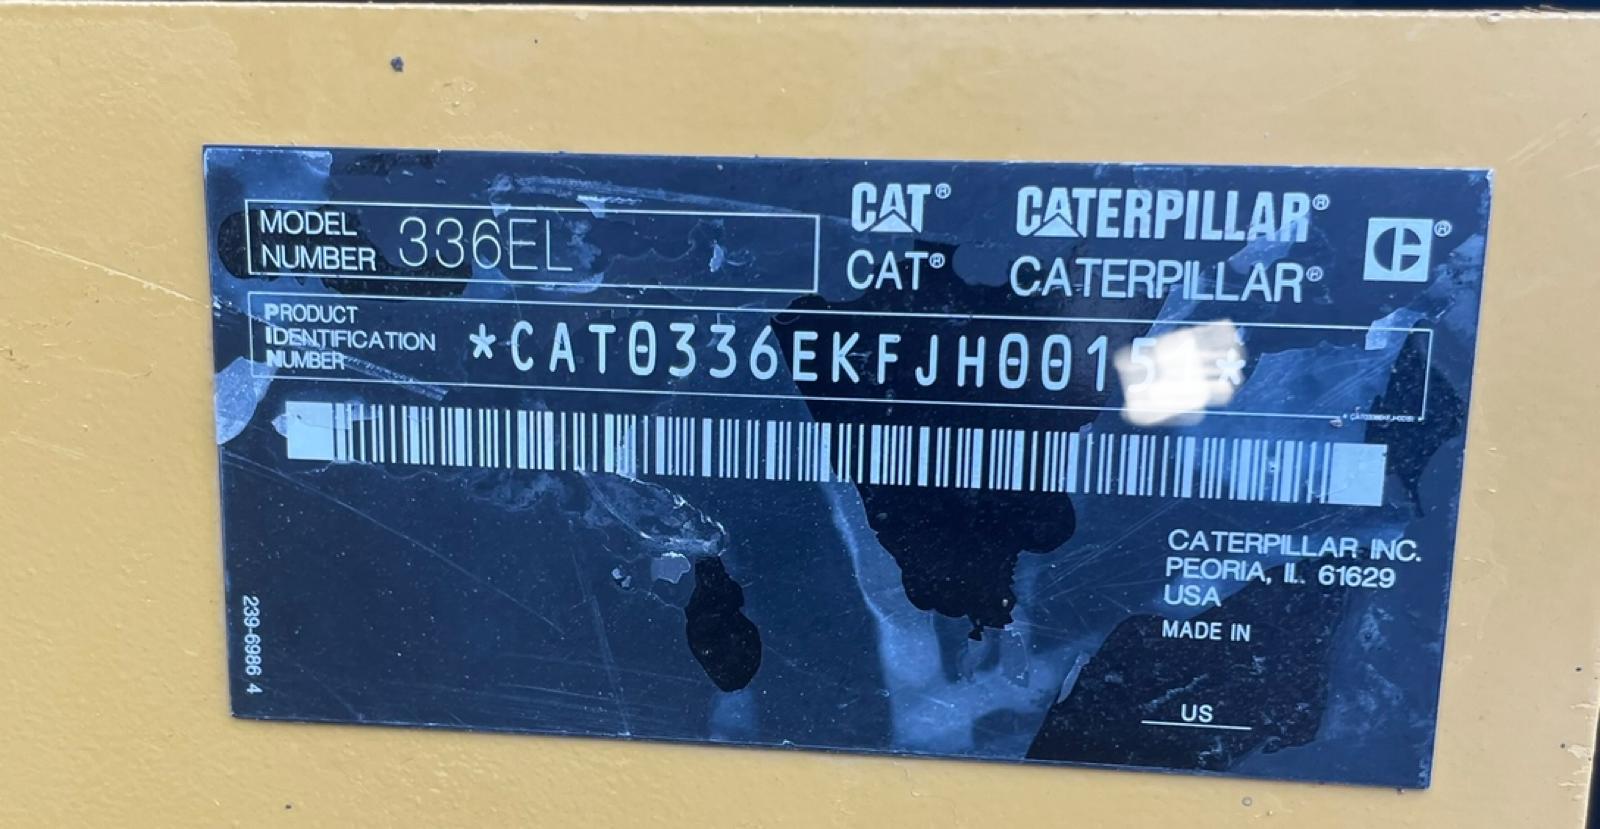 MODEL NUMBER 336EL
CAT® CATERPILLAR®
CAT® CATERPILLAR®
PRODUCT IDENTIFICATION NUMBER *CAT0336EKFJH00151*
CATERPILLAR INC.
PEORIA, IL. 61629
USA
MADE IN
US
239-6986 4